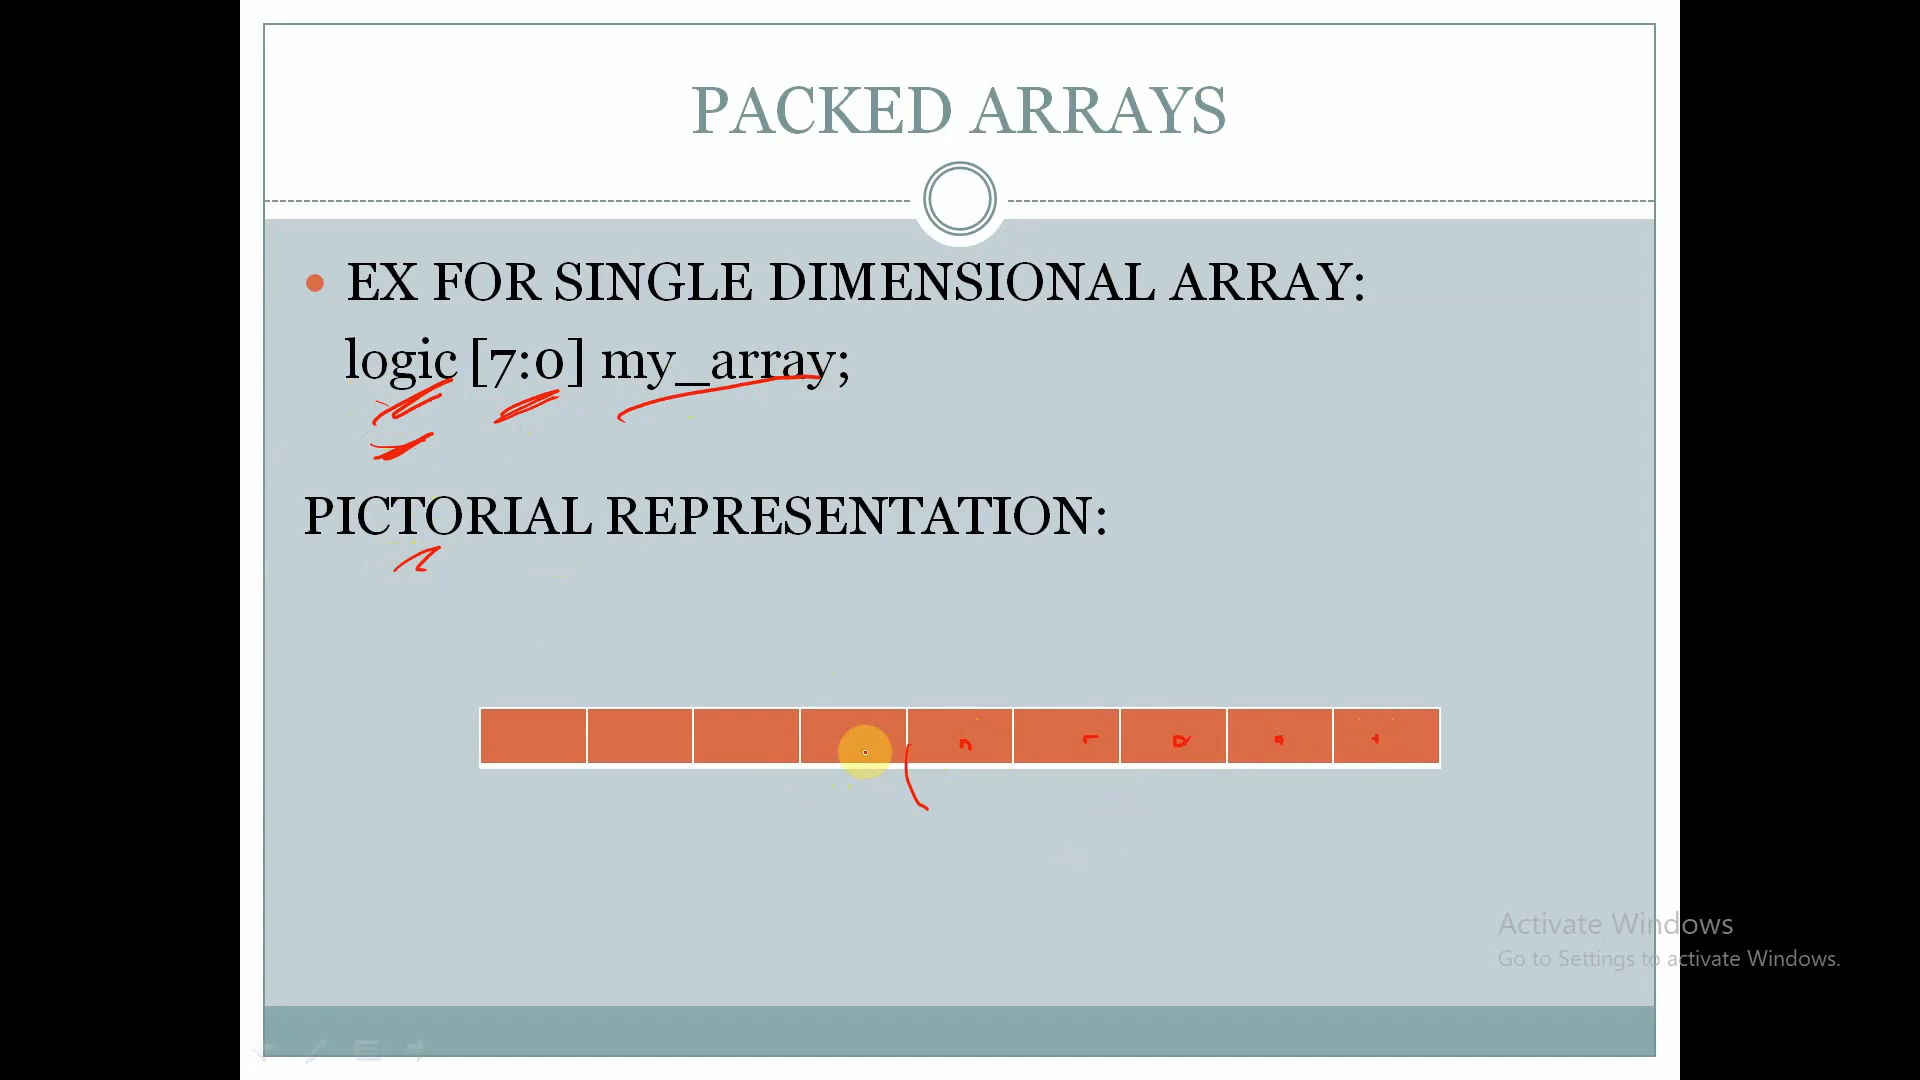 PACKED ARRAYS
EX FOR SINGLE DIMENSIONAL ARRAY:
logic [7:0] my_array;
PICTORIAL REPRESENTATION:
Activate Windows
Go to Settings to activate Windows.